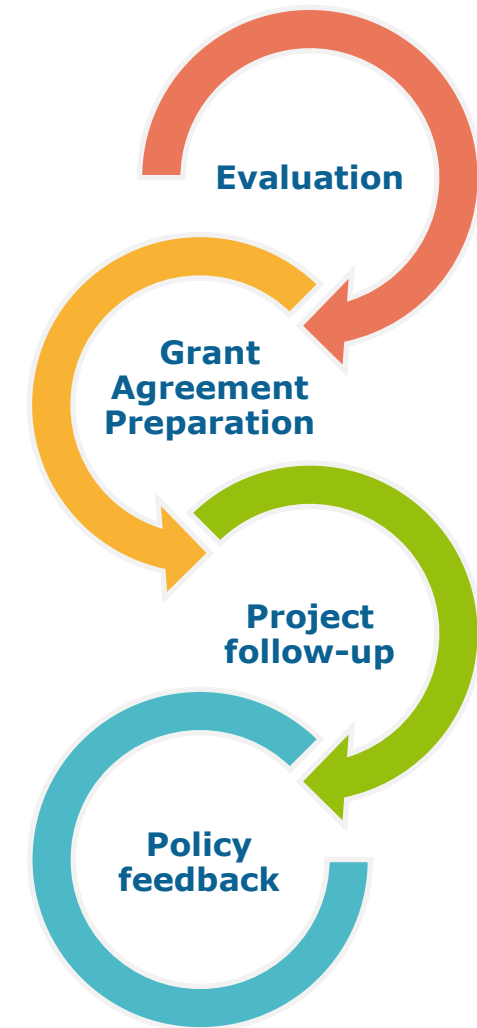 Evaluation
Grant
Agreement
Preparation
Project
follow-up
Policy
feedback